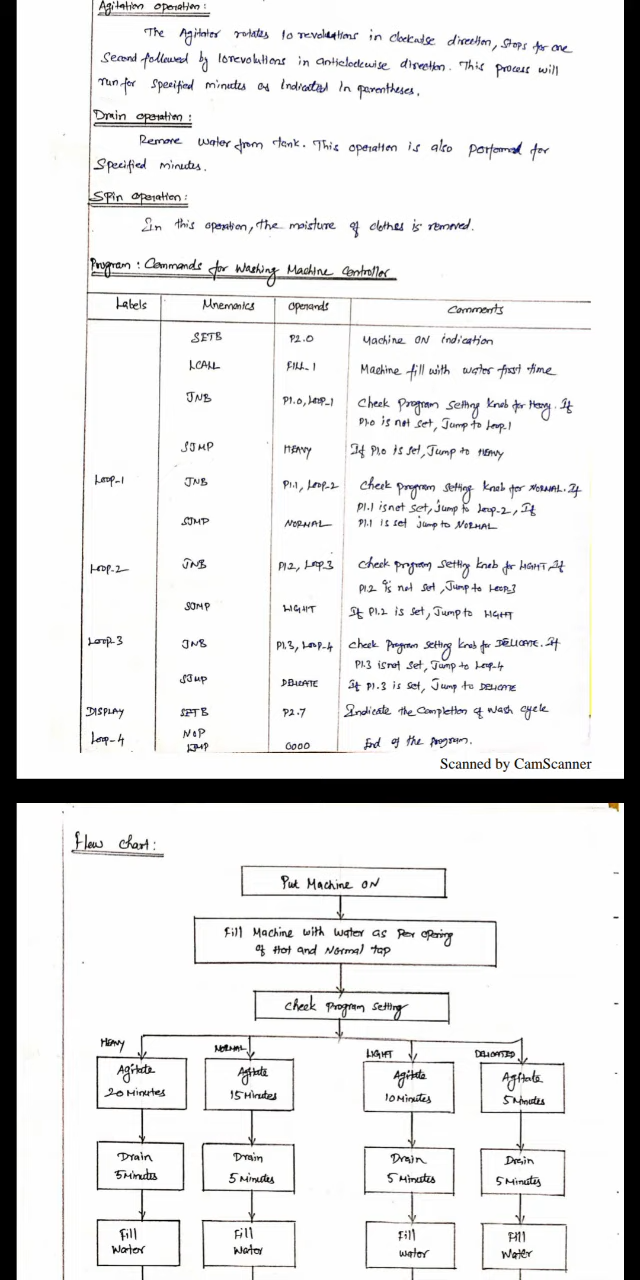 Agitation operation:
The Agitator rotates 10 revoluations in clockwise direction, Stops for one
Second followed by 10 revolutions in anticlockwise direction. This process will
run for specified minutes as indicated in parentheses.
Drain operation:
Remove water from tank. This operation is also performed for
Specified minutes.
Spin operation:
In this operation, the moisture of clothes is removed.
Program: Commands for Washing Machine Controller
Labels Mnemonics operands Comments
SETB P2.0 Machine ON indication
LCALL FILL_1 Machine fill with water first time
JNB P1.0, Loop_1 Check Program Setting Knob for Heavy. If
P1.0 is not set, Jump to Loop_1
SJMP HEAVY If P1.0 is set, Jump to HEAVY
Loop_1 JNB P1.1, Loop_2 Check Program setting knob for NORMAL. If
P1.1 is not set, jump to Loop_2, If
SJMP NORMAL P1.1 is set jump to NORMAL
Loop_2 JNB P1.2, Loop_3 Check program setting knob for LIGHT, If
P1.2 is not set, Jump to Loop_3
SJMP LIGHT If P1.2 is set, Jump to LIGHT
Loop_3 JNB P1.3, Loop_4 Check Program setting knob for DELICATE. If
P1.3 is not set, Jump to Loop_4
SJMP DELICATE If P1.3 is set, Jump to DELICATE
DISPLAY SETB P2.7 Indicate the Completion of Wash cycle
Loop_4 NOP
LJMP 0000 End of the program.
Scanned by CamScanner
Flow chart:
Put Machine ON
Fill Machine with Water as Per opening
of Hot and Normal tap
Check Program Setting
HEAVY NORMAL LIGHT DELICATED
Agitate Agitate Agitate Agitate
20 Minutes 15 Minutes 10 Minutes 5 Minutes
Drain Drain Drain Drain
5 Minutes 5 Minutes 5 Minutes 5 Minutes
Fill Fill Fill Fill
Water Water Water Water